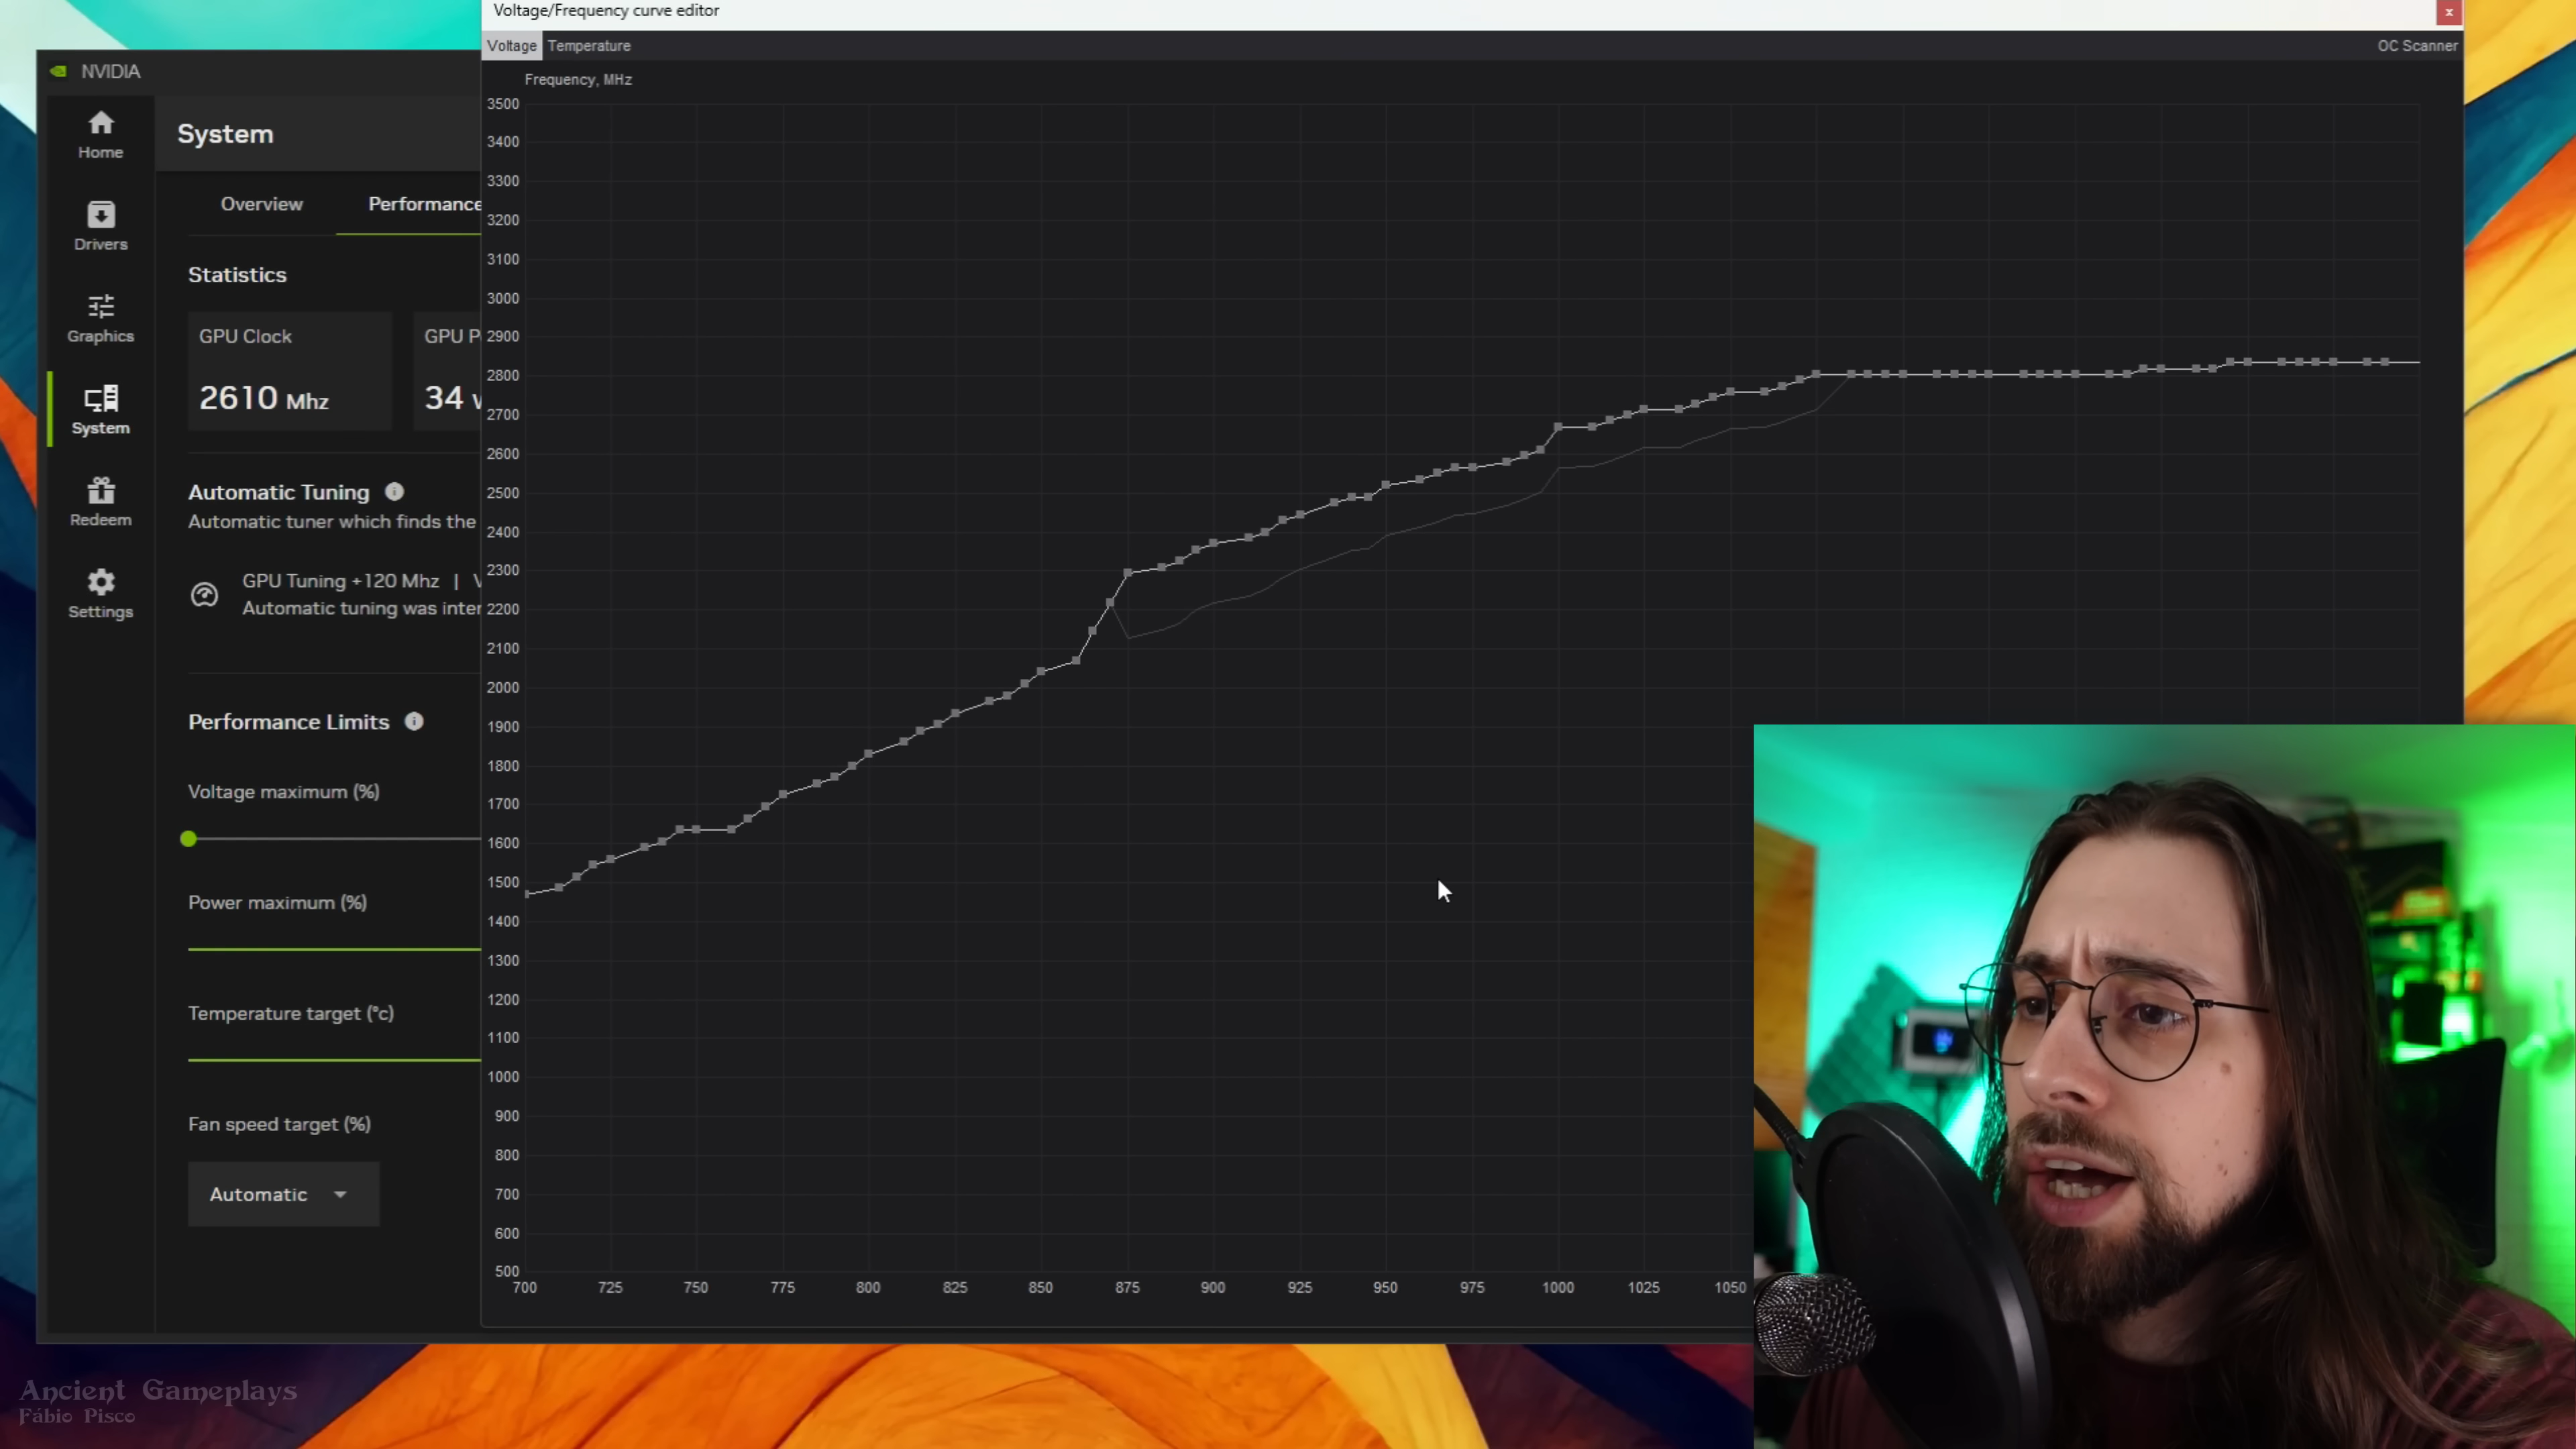 Voltage/Frequency curve editor
x
Voltage Temperature
OC Scanner
Frequency, MHz
3500
3400
3300
3200
3100
3000
2900
2800
2700
2600
2500
2400
2300
2200
2100
2000
1900
1800
1700
1600
1500
1400
1300
1200
1100
1000
900
800
700
600
500
700 725 750 775 800 825 850 875 900 925 950 975 1000 1025 1050
NVIDIA
Home
Drivers
Graphics
System
Redeem
Settings
System
Overview
Performance
Statistics
GPU Clock
2610 Mhz
GPU P
34
Automatic Tuning
Automatic tuner which finds the
GPU Tuning +120 Mhz |
Automatic tuning was inter
Performance Limits
Voltage maximum (%)
Power maximum (%)
Temperature target (°c)
Fan speed target (%)
Automatic
Ancient Gameplays
Fábio Pisco